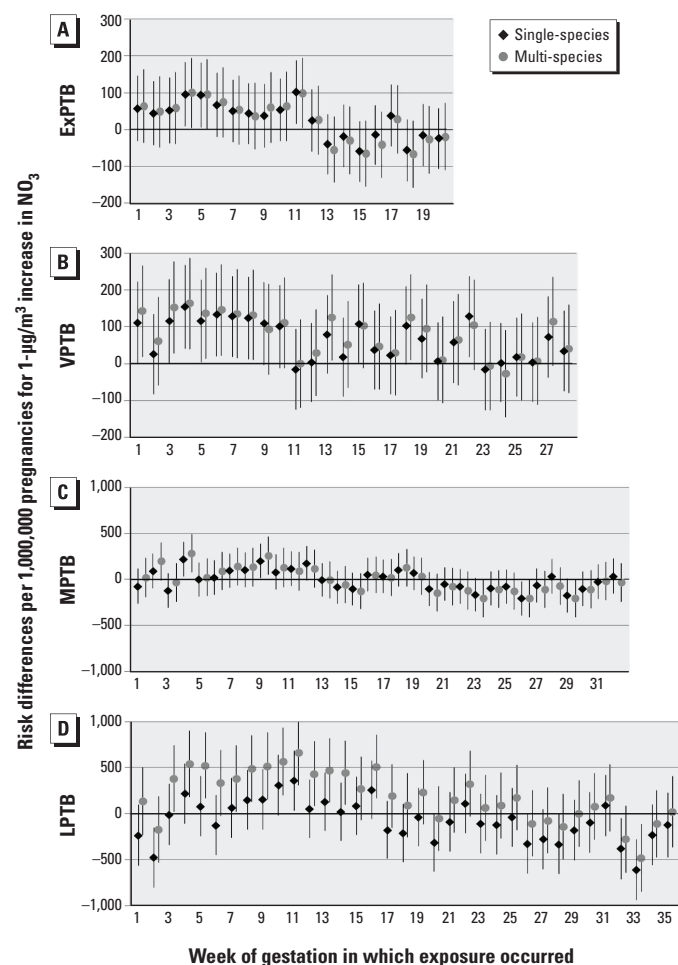 A
Single-species
Multi-species
300
200
100
0
–100
–200
ExPTB
1 3 5 7 9 11 13 15 17 19
B
300
200
100
0
–100
–200
VPTB
1 3 5 7 9 11 13 15 17 19 21 23 25 27
C
1,000
500
0
–500
–1,000
MPTB
1 3 5 7 9 11 13 15 17 19 21 23 25 27 29 31
D
1,000
500
0
–500
–1,000
LPTB
1 3 5 7 9 11 13 15 17 19 21 23 25 27 29 31 33 35
Risk differences per 1,000,000 pregnancies for 1-μg/m³ increase in NO₃
Week of gestation in which exposure occurred